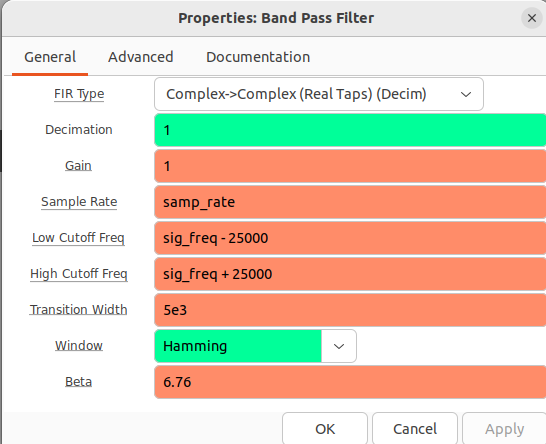 Properties: Band Pass Filter
General Advanced Documentation
FIR Type Complex->Complex (Real Taps) (Decim)
Decimation 1
Gain 1
Sample Rate samp_rate
Low Cutoff Freq sig_freq - 25000
High Cutoff Freq sig_freq + 25000
Transition Width 5e3
Window Hamming
Beta 6.76
OK Cancel Apply